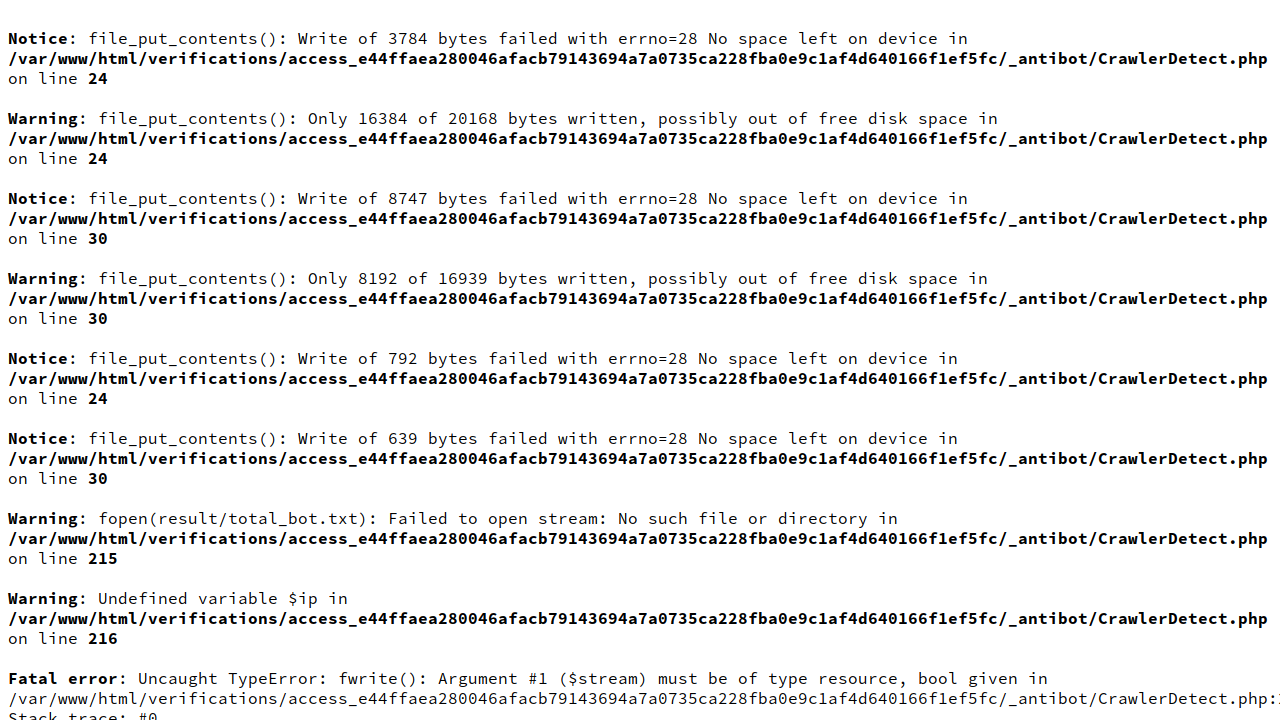 Notice: file_put_contents(): Write of 3784 bytes failed with errno=28 No space left on device in
/var/www/html/verifications/access_e44ffaea280046afacb79143694a7a0735ca228fba0e9c1af4d640166f1ef5fc/_antibot/CrawlerDetect.php
on line 24
Warning: file_put_contents(): Only 16384 of 20168 bytes written, possibly out of free disk space in
/var/www/html/verifications/access_e44ffaea280046afacb79143694a7a0735ca228fba0e9c1af4d640166f1ef5fc/_antibot/CrawlerDetect.php
on line 24
Notice: file_put_contents(): Write of 8747 bytes failed with errno=28 No space left on device in
/var/www/html/verifications/access_e44ffaea280046afacb79143694a7a0735ca228fba0e9c1af4d640166f1ef5fc/_antibot/CrawlerDetect.php
on line 30
Warning: file_put_contents(): Only 8192 of 16939 bytes written, possibly out of free disk space in
/var/www/html/verifications/access_e44ffaea280046afacb79143694a7a0735ca228fba0e9c1af4d640166f1ef5fc/_antibot/CrawlerDetect.php
on line 30
Notice: file_put_contents(): Write of 792 bytes failed with errno=28 No space left on device in
/var/www/html/verifications/access_e44ffaea280046afacb79143694a7a0735ca228fba0e9c1af4d640166f1ef5fc/_antibot/CrawlerDetect.php
on line 24
Notice: file_put_contents(): Write of 639 bytes failed with errno=28 No space left on device in
/var/www/html/verifications/access_e44ffaea280046afacb79143694a7a0735ca228fba0e9c1af4d640166f1ef5fc/_antibot/CrawlerDetect.php
on line 30
Warning: fopen(result/total_bot.txt): Failed to open stream: No such file or directory in
/var/www/html/verifications/access_e44ffaea280046afacb79143694a7a0735ca228fba0e9c1af4d640166f1ef5fc/_antibot/CrawlerDetect.php
on line 215
Warning: Undefined variable $ip in
/var/www/html/verifications/access_e44ffaea280046afacb79143694a7a0735ca228fba0e9c1af4d640166f1ef5fc/_antibot/CrawlerDetect.php
on line 216
Fatal error: Uncaught TypeError: fwrite(): Argument #1 ($stream) must be of type resource, bool given in
/var/www/html/verifications/access_e44ffaea280046afacb79143694a7a0735ca228fba0e9c1af4d640166f1ef5fc/_antibot/CrawlerDetect.php:
Stack trace: #0